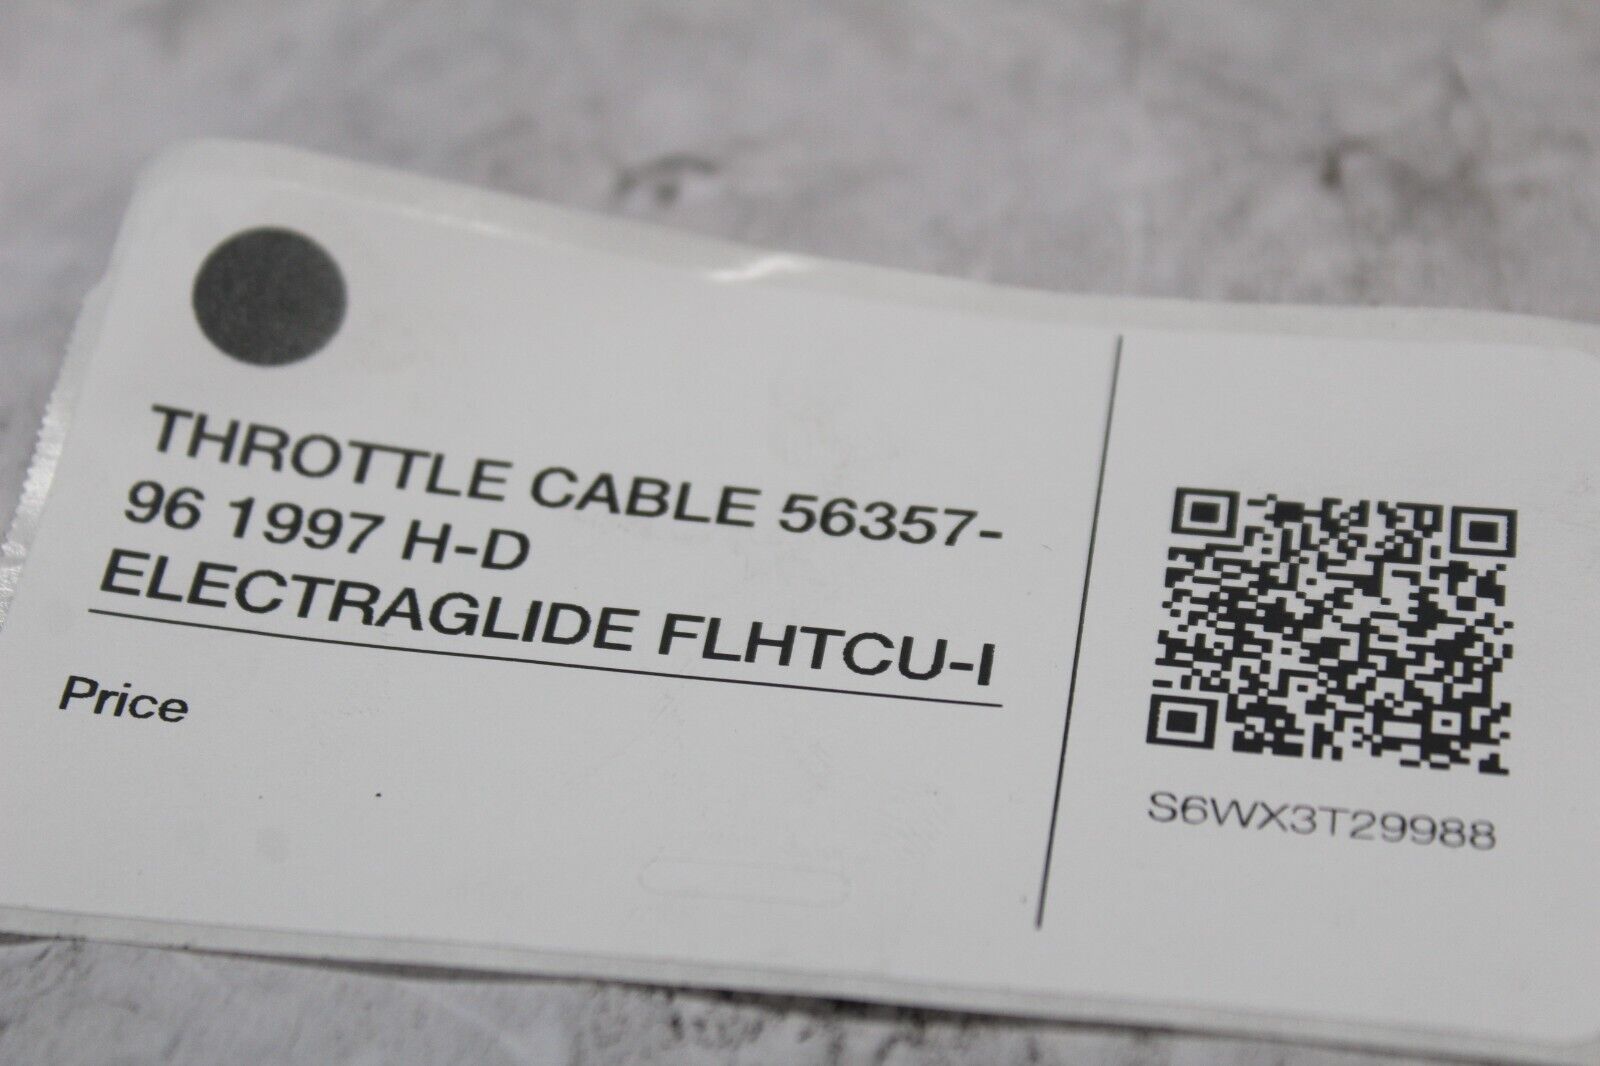 THROTTLE CABLE 56357-
96 1997 H-D
ELECTRAGLIDE FLHTCU-I
Price
S6WX3T29988